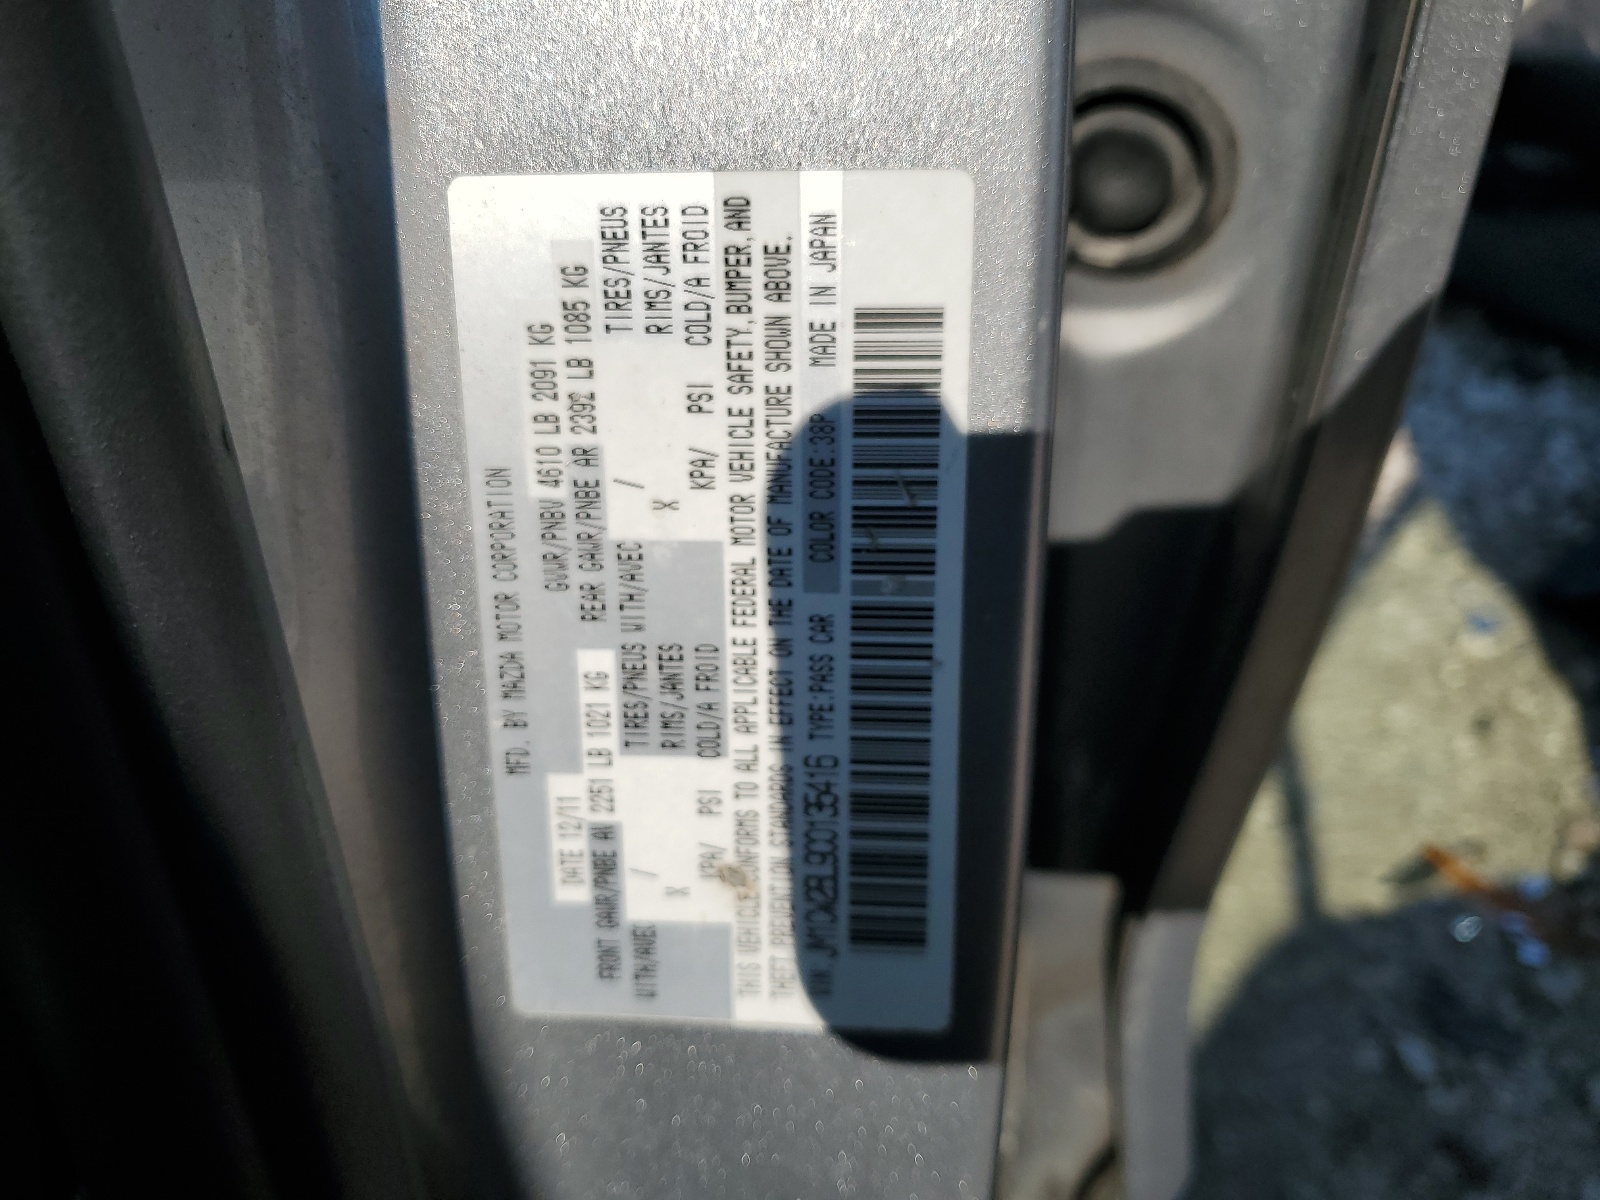 MFD. BY MAZDA MOTOR CORPORATION
DATE 12/11 GVWR/PNBV 4610 LB 2091 KG
FRONT GAWR/PNBE AV 2251 LB 1021 KG REAR GAWR/PNBE AR 2392 LB 1085 KG
WITH/AVEC / TIRES/PNEUS WITH/AVEC / TIRES/PNEUS
X RIMS/JANTES X RIMS/JANTES
KPA/ PSI COLD/A FROID KPA/ PSI COLD/A FROID
THIS VEHICLE CONFORMS TO ALL APPLICABLE FEDERAL MOTOR VEHICLE SAFETY, BUMPER, AND
THEFT PREVENTION STANDARDS IN EFFECT ON THE DATE OF MANUFACTURE SHOWN ABOVE.
VIN: JM1CW2BL9C0135416 TYPE:PASS CAR COLOR CODE:38P MADE IN JAPAN